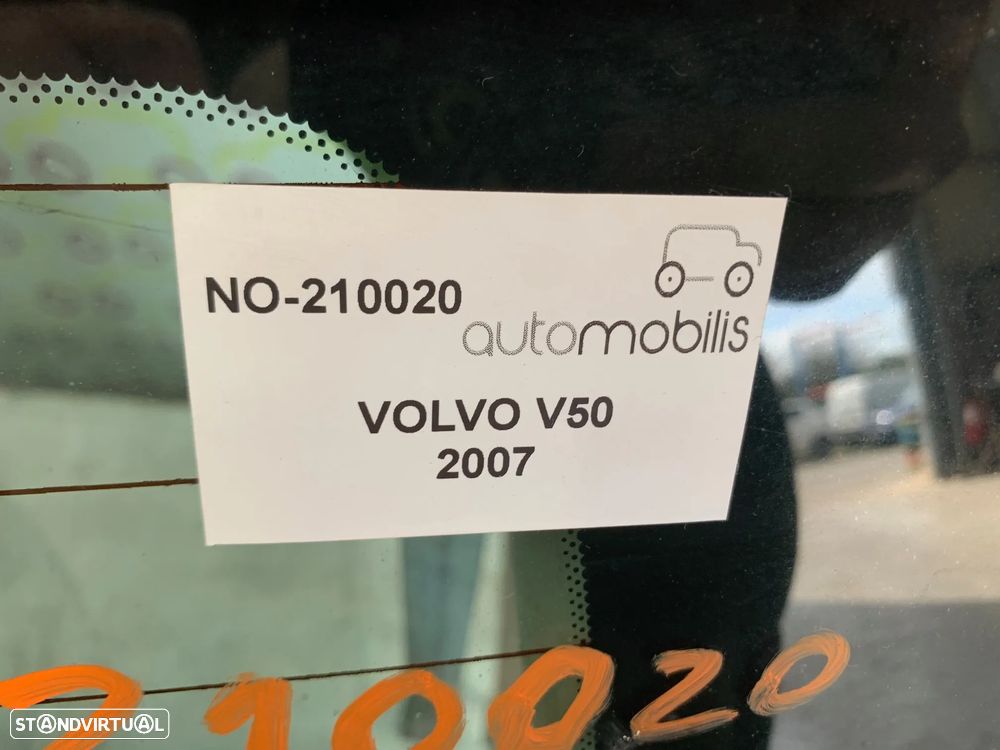 NO-210020
automobilis
VOLVO V50
2007
210020
STANDVIRTUAL